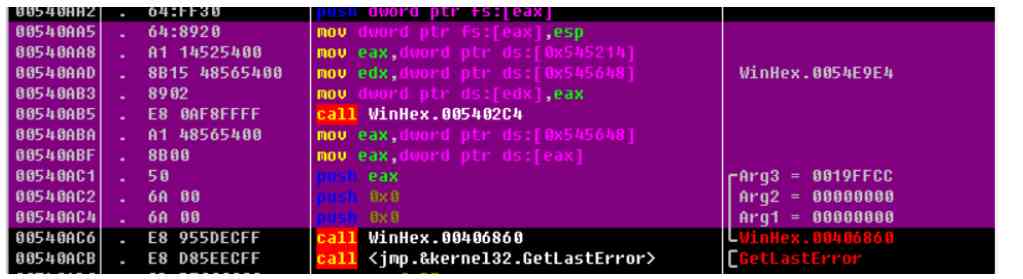 00540AA2 . 64:FF30 push dword ptr fs:[eax]
00540AA5 . 64:8920 mov dword ptr fs:[eax],esp
00540AA8 . A1 14525400 mov eax,dword ptr ds:[0x545214]
00540AAD . 8B15 48565400 mov edx,dword ptr ds:[0x545648] WinHex.0054E9E4
00540AB3 . 8902 mov dword ptr ds:[edx],eax
00540AB5 . E8 0AF8FFFF call WinHex.005402C4
00540ABA . A1 48565400 mov eax,dword ptr ds:[0x545648]
00540ABF . 8B00 mov eax,dword ptr ds:[eax]
00540AC1 . 50 push eax Arg3 = 0019FFCC
00540AC2 . 6A 00 push 0x0 Arg2 = 00000000
00540AC4 . 6A 00 push 0x0 Arg1 = 00000000
00540AC6 . E8 955DECFF call WinHex.00406860 WinHex.00406860
00540ACB . E8 D85EECFF call <jmp.&kernel32.GetLastError> GetLastError